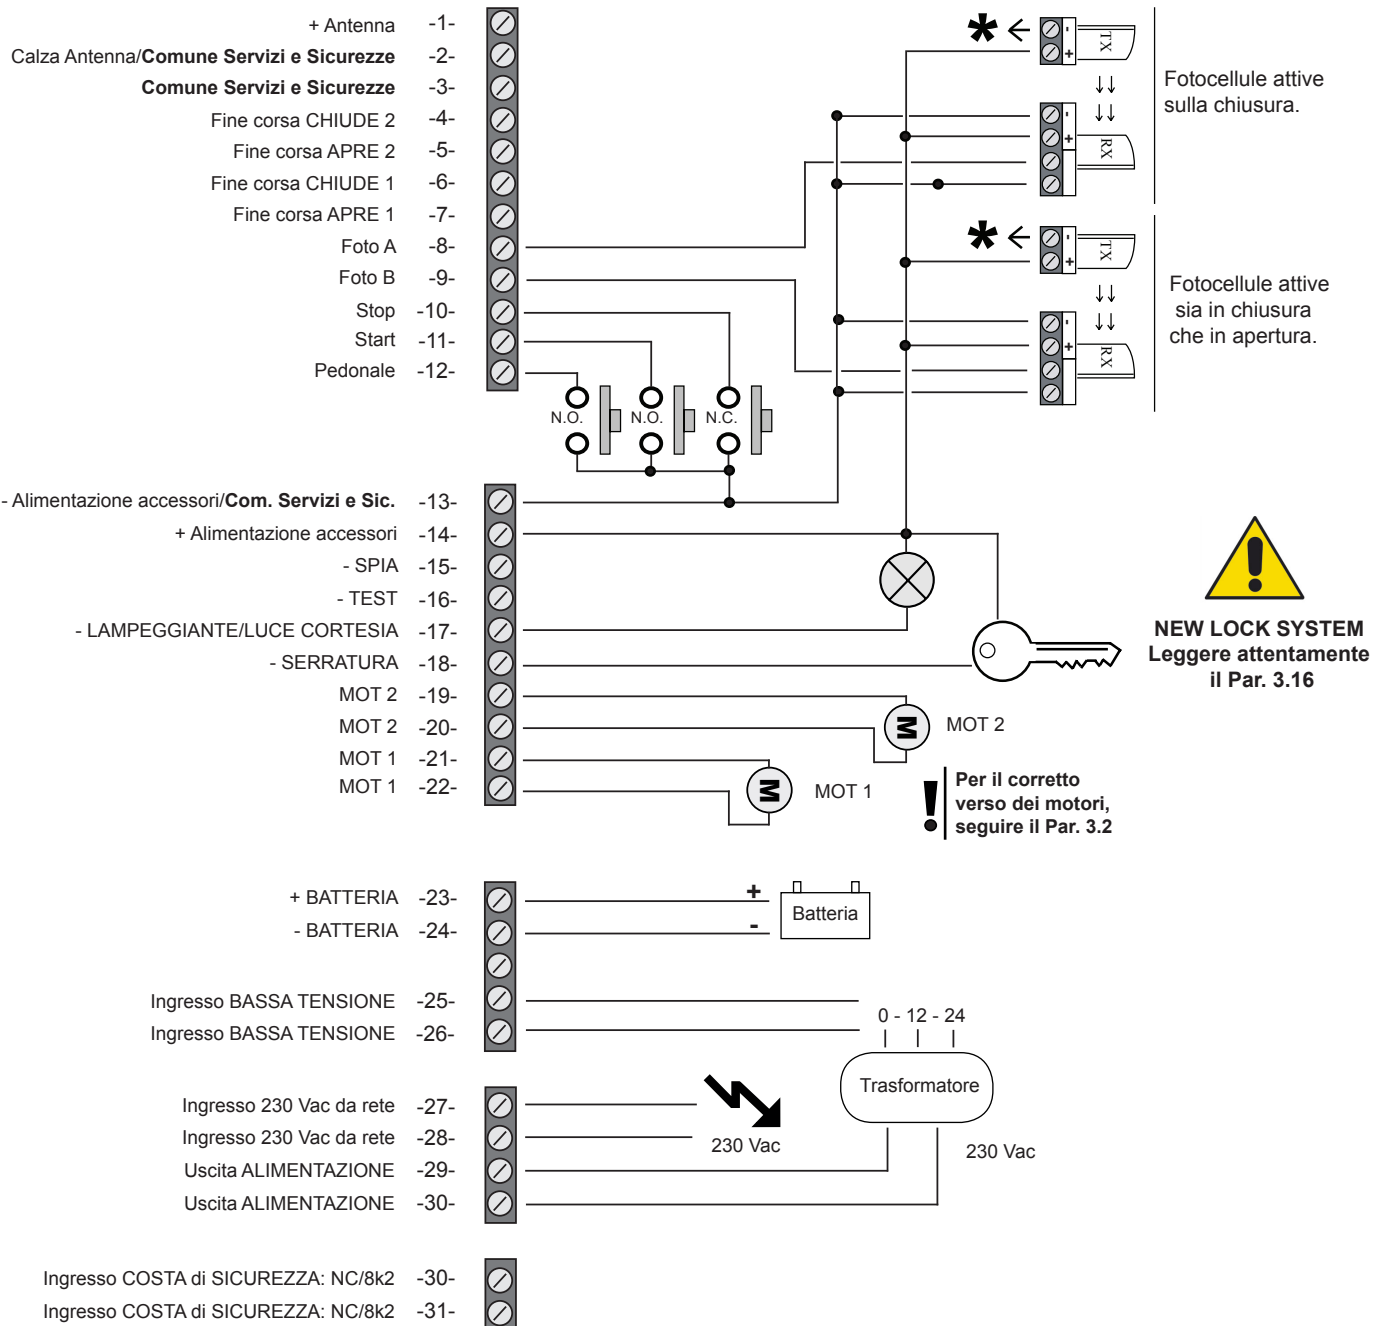 + Antenna -1-
Calza Antenna/Comune Servizi e Sicurezze -2-
Comune Servizi e Sicurezze -3-
Fine corsa CHIUDE 2 -4-
Fine corsa APRE 2 -5-
Fine corsa CHIUDE 1 -6-
Fine corsa APRE 1 -7-
Foto A -8-
Foto B -9-
Stop -10-
Start -11-
Pedonale -12-
N.O. N.O. N.C.
* - + TX
- + RX
Fotocellule attive
sulla chiusura.
* - + TX
- + RX
Fotocellule attive
sia in chiusura
che in apertura.
- Alimentazione accessori/Com. Servizi e Sic. -13-
+ Alimentazione accessori -14-
- SPIA -15-
- TEST -16-
- LAMPEGGIANTE/LUCE CORTESIA -17-
- SERRATURA -18-
MOT 2 -19-
MOT 2 -20-
MOT 1 -21-
MOT 1 -22-
M MOT 2
M MOT 1
!
NEW LOCK SYSTEM
Leggere attentamente
il Par. 3.16
!
Per il corretto
verso dei motori,
seguire il Par. 3.2
+ BATTERIA -23-
- BATTERIA -24-
+
-
Batteria
Ingresso BASSA TENSIONE -25-
Ingresso BASSA TENSIONE -26-
0 - 12 - 24
Trasformatore
230 Vac
Ingresso 230 Vac da rete -27-
Ingresso 230 Vac da rete -28-
230 Vac
Uscita ALIMENTAZIONE -29-
Uscita ALIMENTAZIONE -30-
Ingresso COSTA di SICUREZZA: NC/8k2 -30-
Ingresso COSTA di SICUREZZA: NC/8k2 -31-